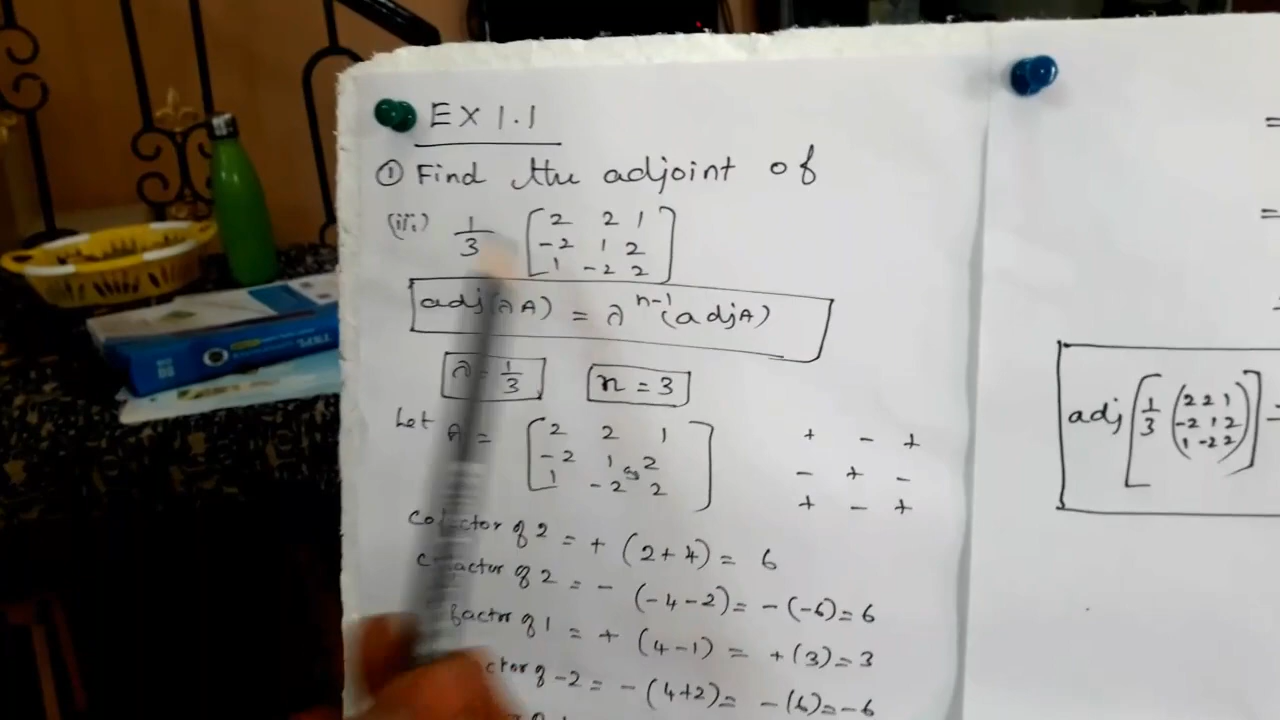 EX 1.1
① Find the adjoint of
(iii) 1/3 [2 2 1
-2 1 2
1 -2 2]
adj(λA) = λ^n-1 (adjA)
λ = 1/3 n = 3
Let A = [2 2 1
-2 1 2
1 -2 2]
+ - +
- + -
+ - +
Cofactor of 2 = + (2+4) = 6
Cofactor of 2 = - (-4-2) = -(-6) = 6
factor of 1 = + (4-1) = +(3) = 3
ctor of -2 = -(4+2) = -(6) = -6
=
=
adj [1/3 (2 2 1
-2 1 2
1 -2 2)] =